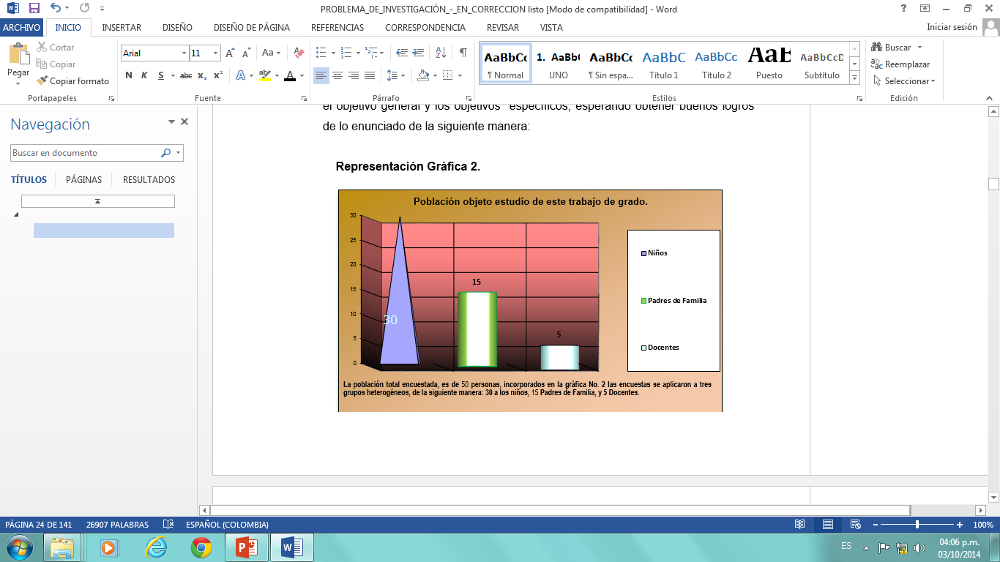 PROBLEMA_DE_INVESTIGACIÓN_-_EN_CORRECCION listo [Modo de compatibilidad] - Word
ARCHIVO INICIO INSERTAR DISEÑO DISEÑO DE PÁGINA REFERENCIAS CORRESPONDENCIA REVISAR VISTA Iniciar sesión
Pegar
Cortar
Copiar
Copiar formato
Portapapeles
Arial 11
N K S abc x₂ x²
Fuente
Párrafo
AaBbCc 1. AaBb( AaBbCc AaBbC AaBbCc AaB AaBbCcD
¶ Normal UNO ¶ Sin espa... Título 1 Título 2 Puesto Subtítulo
Estilos
Buscar
Reemplazar
Seleccionar
Edición
Navegación
Buscar en documento
TÍTULOS PÁGINAS RESULTADOS
el objetivo general y los objetivos especificos, esperando obtener buenos logros
de lo enunciado de la siguiente manera:
Representación Gráfica 2.
Población objeto estudio de este trabajo de grado.
30
25
20
15
10
5
0
30
15
5
Niños
Padres de Familia
Docentes
La población total encuestada, es de 50 personas, incorporados en la gráfica No. 2 las encuestas se aplicaron a tres
grupos heterogéneos, de la siguiente manera: 30 a los niños, 15 Padres de Familia, y 5 Docentes.
PÁGINA 24 DE 141 26907 PALABRAS ESPAÑOL (COLOMBIA) 100%
ES 04:06 p.m.
03/10/2014